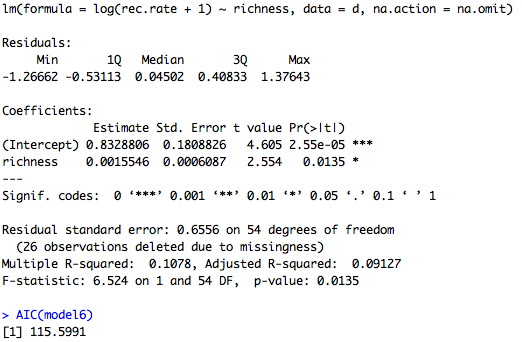 lm(formula = log(rec.rate + 1) ~ richness, data = d, na.action = na.omit)
Residuals:
     Min       1Q   Median       3Q      Max
-1.26662 -0.53113  0.04502  0.40833  1.37643
Coefficients:
             Estimate Std. Error t value Pr(>|t|)
(Intercept) 0.8328806  0.1808826   4.605 2.55e-05 ***
richness    0.0015546  0.0006087   2.554   0.0135 *
---
Signif. codes:  0 ‘***’ 0.001 ‘**’ 0.01 ‘*’ 0.05 ‘.’ 0.1 ‘ ’ 1
Residual standard error: 0.6556 on 54 degrees of freedom
  (26 observations deleted due to missingness)
Multiple R-squared:  0.1078, Adjusted R-squared:  0.09127
F-statistic: 6.524 on 1 and 54 DF,  p-value: 0.0135
> AIC(model6)
[1] 115.5991